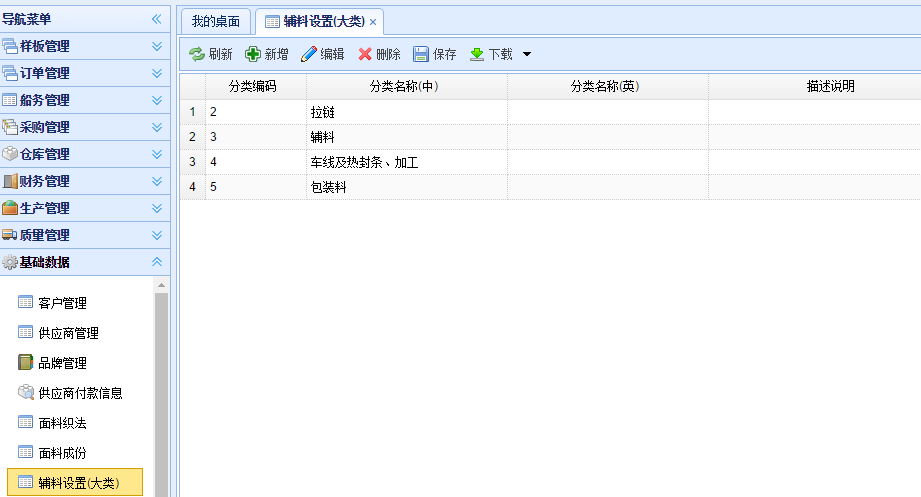 导航菜单
样板管理
订单管理
船务管理
采购管理
仓库管理
财务管理
生产管理
质量管理
基础数据
客户管理
供应商管理
品牌管理
供应商付款信息
面料织法
面料成份
辅料设置(大类)
我的桌面 辅料设置(大类) ×
刷新 新增 编辑 删除 保存 下载
分类编码 分类名称(中) 分类名称(英) 描述说明
1 2 拉链
2 3 辅料
3 4 车线及热封条、加工
4 5 包装料